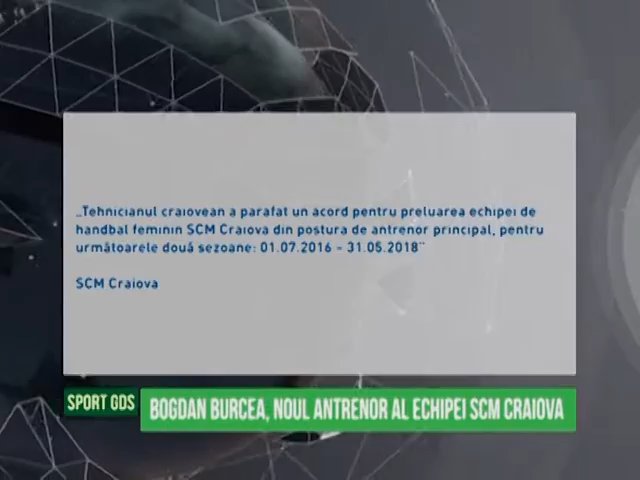 „Tehnicianul craiovean a parafat un acord pentru preluarea echipei de
handbal feminin SCM Craiova din postura de antrenor principal, pentru
următoarele două sezoane: 01.07.2016 - 31.05.2018"
SCM Craiova
SPORT GDS
BOGDAN BURCEA, NOUL ANTRENOR AL ECHIPEI SCM CRAIOVA